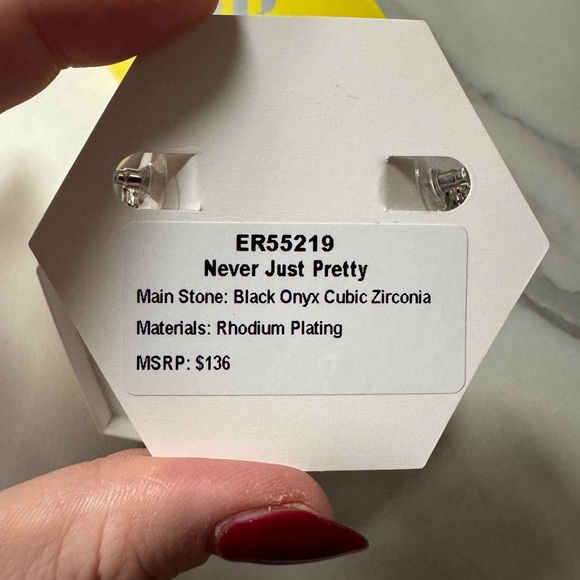 ER55219
Never Just Pretty
Main Stone: Black Onyx Cubic Zirconia
Materials: Rhodium Plating
MSRP: $136